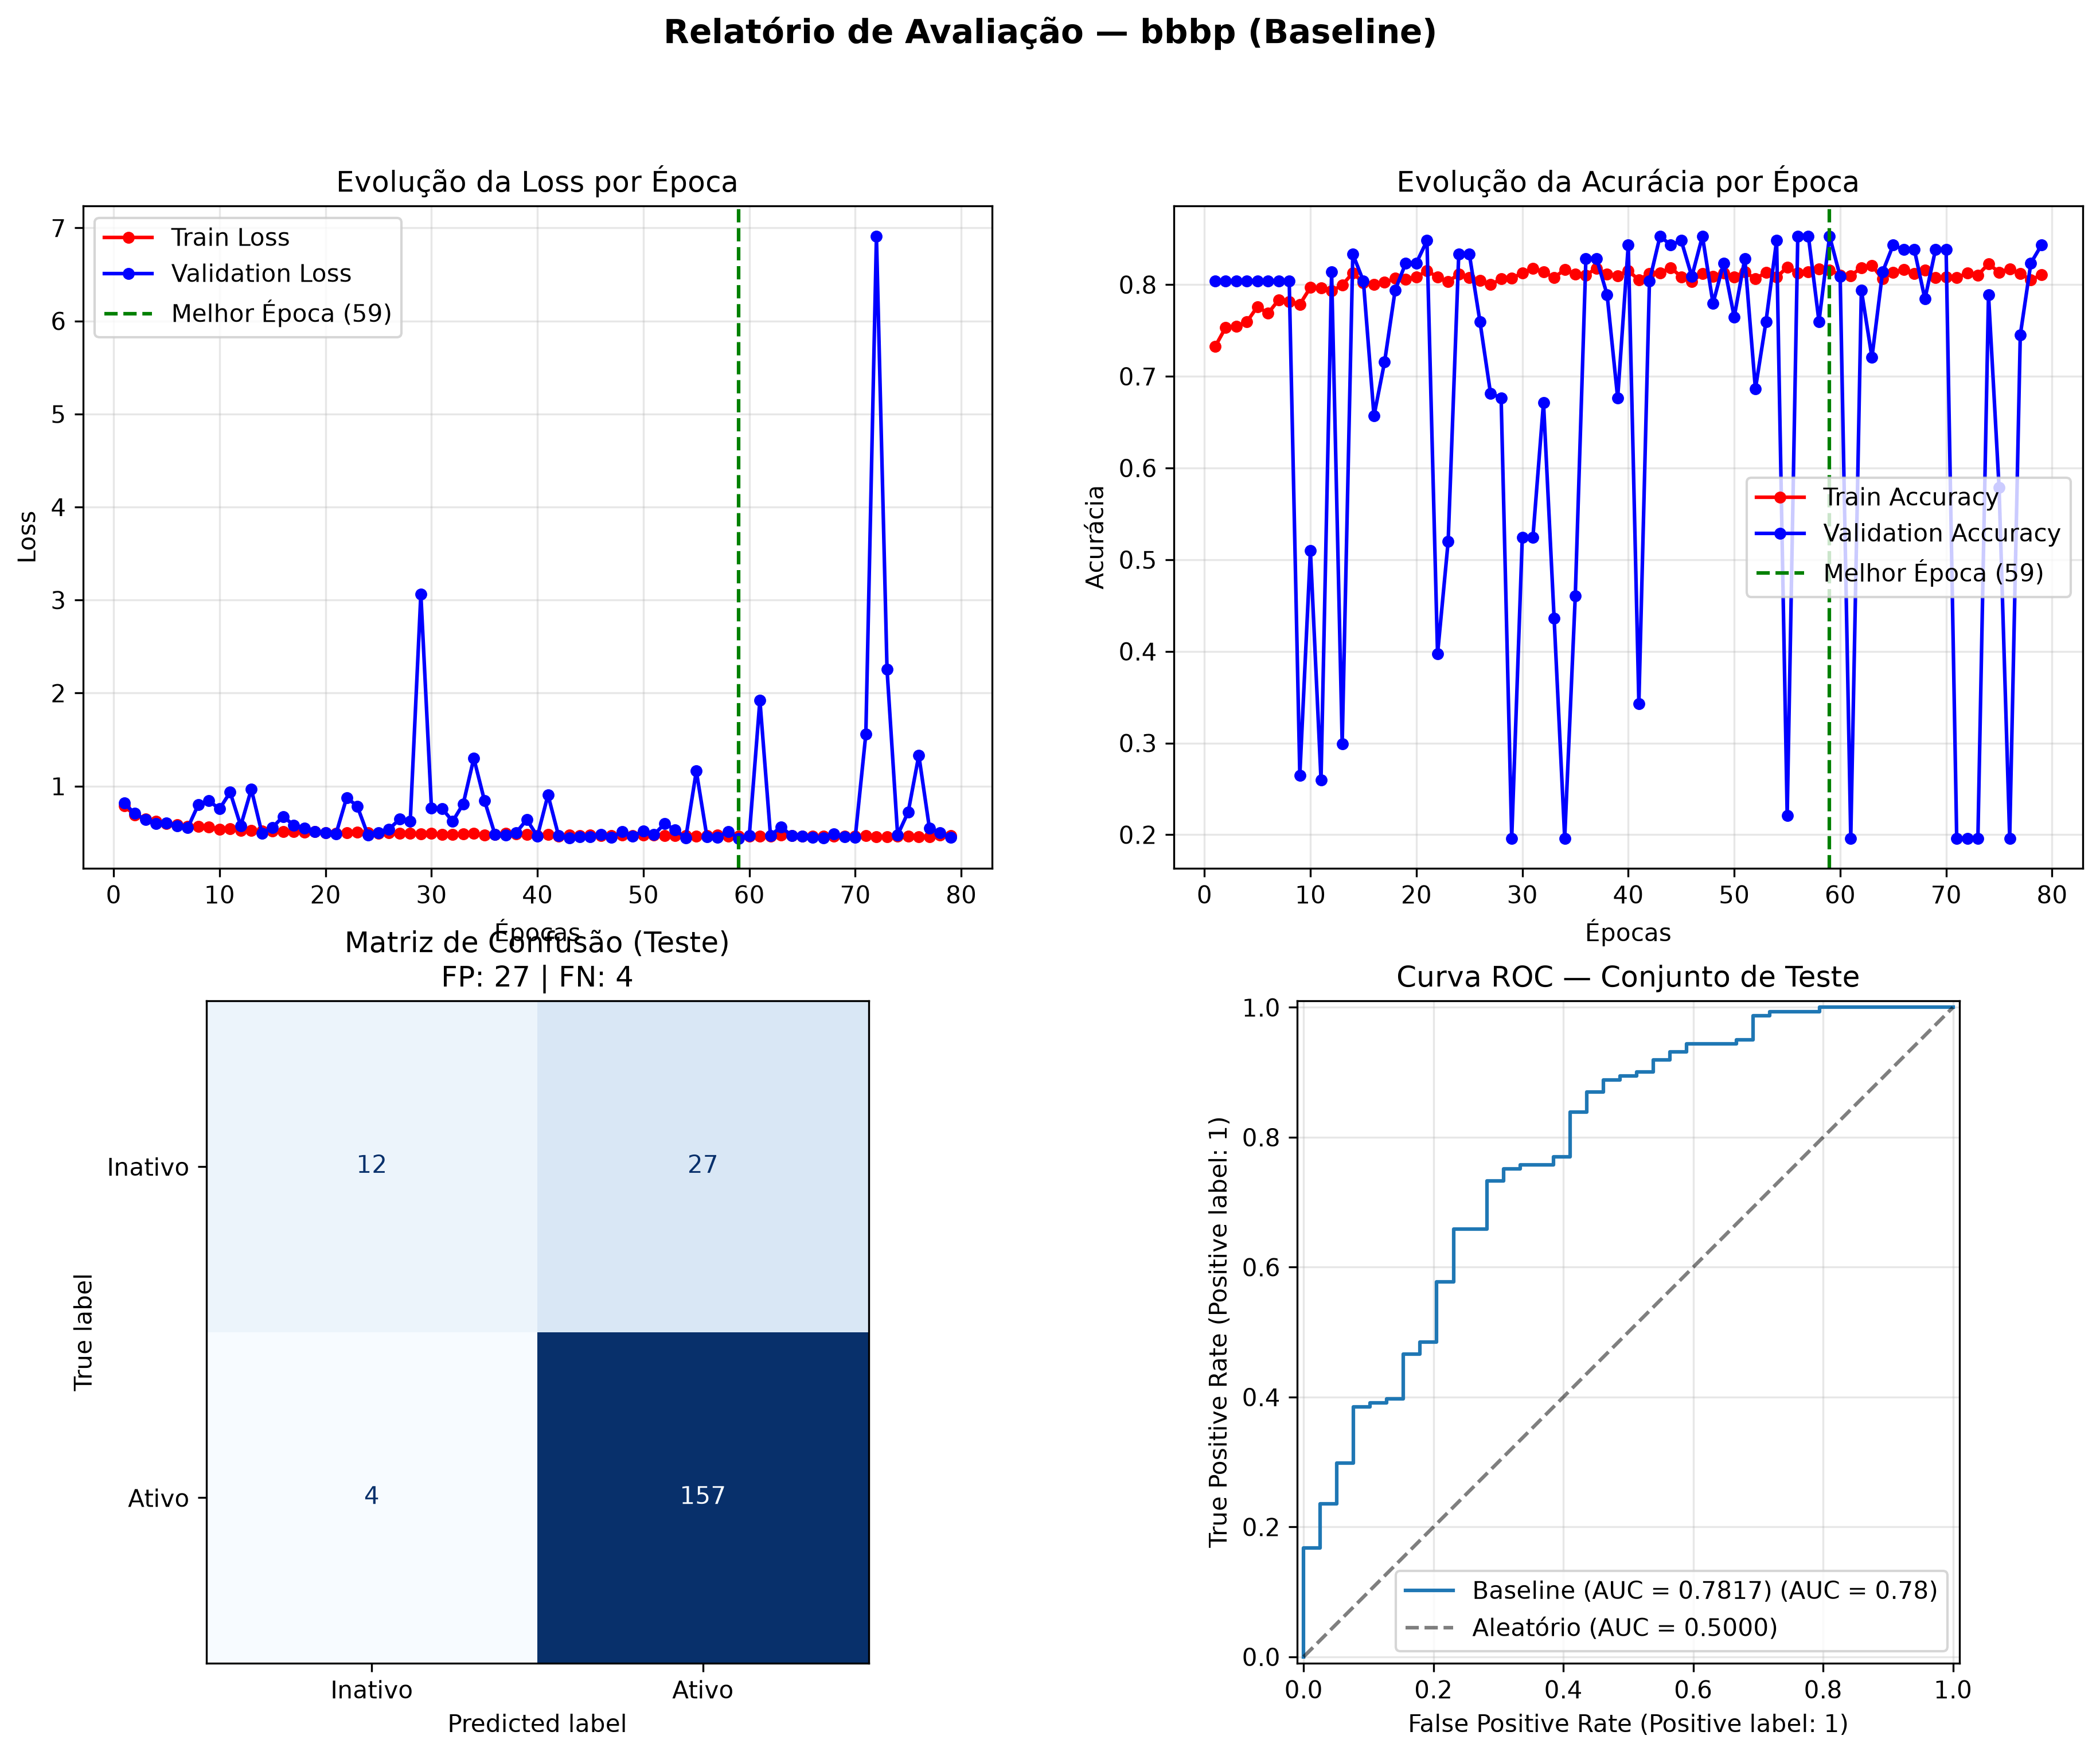 Relatório de Avaliação — bbbp (Baseline)
Evolução da Loss por Época
7
6
5
4
3
2
1
Loss
Train Loss
Validation Loss
Melhor Época (59)
0 10 20 30 40 50 60 70 80
Épocas
Evolução da Acurácia por Época
0.8
0.7
0.6
0.5
0.4
0.3
0.2
Acurácia
Train Accuracy
Validation Accuracy
Melhor Época (59)
0 10 20 30 40 50 60 70 80
Épocas
Matriz de Confusão (Teste)
FP: 27 | FN: 4
True label
Inativo
12 27
Ativo
4 157
Inativo Ativo
Predicted label
Curva ROC — Conjunto de Teste
1.0
0.8
0.6
0.4
0.2
0.0
True Positive Rate (Positive label: 1)
Baseline (AUC = 0.7817) (AUC = 0.78)
Aleatório (AUC = 0.5000)
0.0 0.2 0.4 0.6 0.8 1.0
False Positive Rate (Positive label: 1)